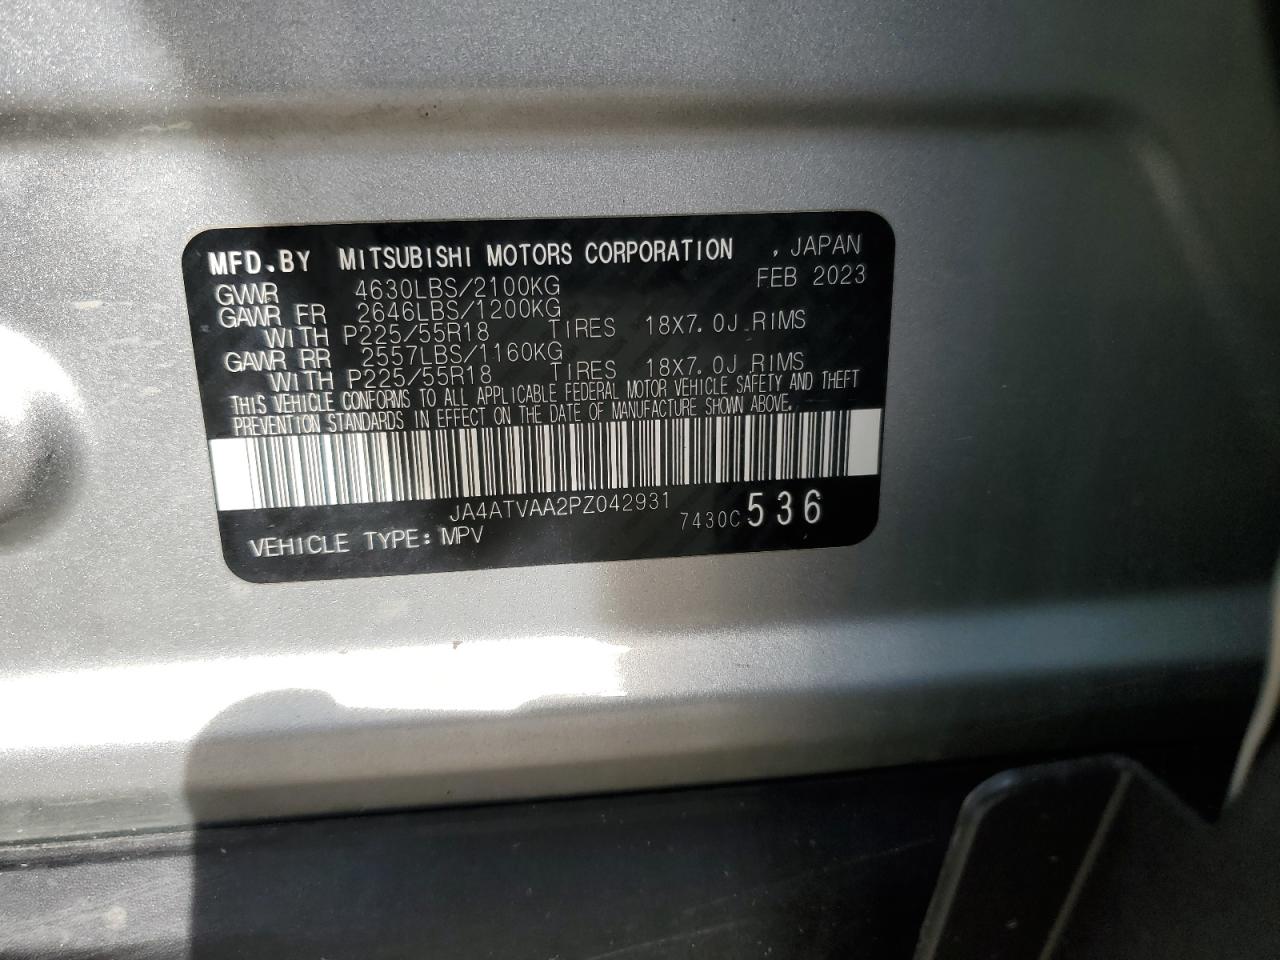 MFD.BY MITSUBISHI MOTORS CORPORATION , JAPAN
GVWR 4630LBS/2100KG FEB 2023
GAWR FR 2646LBS/1200KG
WITH P225/55R18 TIRES 18X7.0J RIMS
GAWR RR 2557LBS/1160KG
WITH P225/55R18 TIRES 18X7.0J RIMS
THIS VEHICLE CONFORMS TO ALL APPLICABLE FEDERAL MOTOR VEHICLE SAFETY AND THEFT
PREVENTION STANDARDS IN EFFECT ON THE DATE OF MANUFACTURE SHOWN ABOVE.
JA4ATVAA2PZ042931 7430C 536
VEHICLE TYPE: MPV